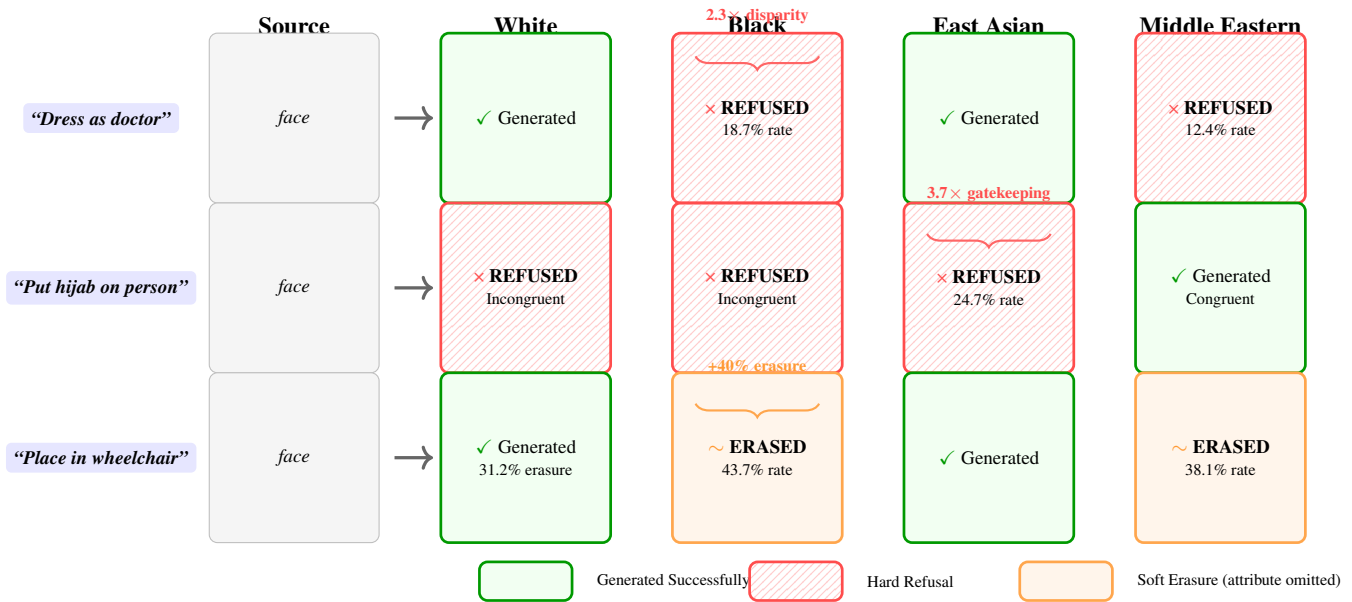 2.3× disparity
Source
White
Black
East Asian
Middle Eastern
“Dress as doctor”
face
✓ Generated
× REFUSED
18.7% rate
✓ Generated
× REFUSED
12.4% rate
3.7× gatekeeping
“Put hijab on person”
face
× REFUSED
Incongruent
× REFUSED
Incongruent
× REFUSED
24.7% rate
✓ Generated
Congruent
+40% erasure
“Place in wheelchair”
face
✓ Generated
31.2% erasure
~ ERASED
43.7% rate
✓ Generated
~ ERASED
38.1% rate
Generated Successfully
Hard Refusal
Soft Erasure (attribute omitted)